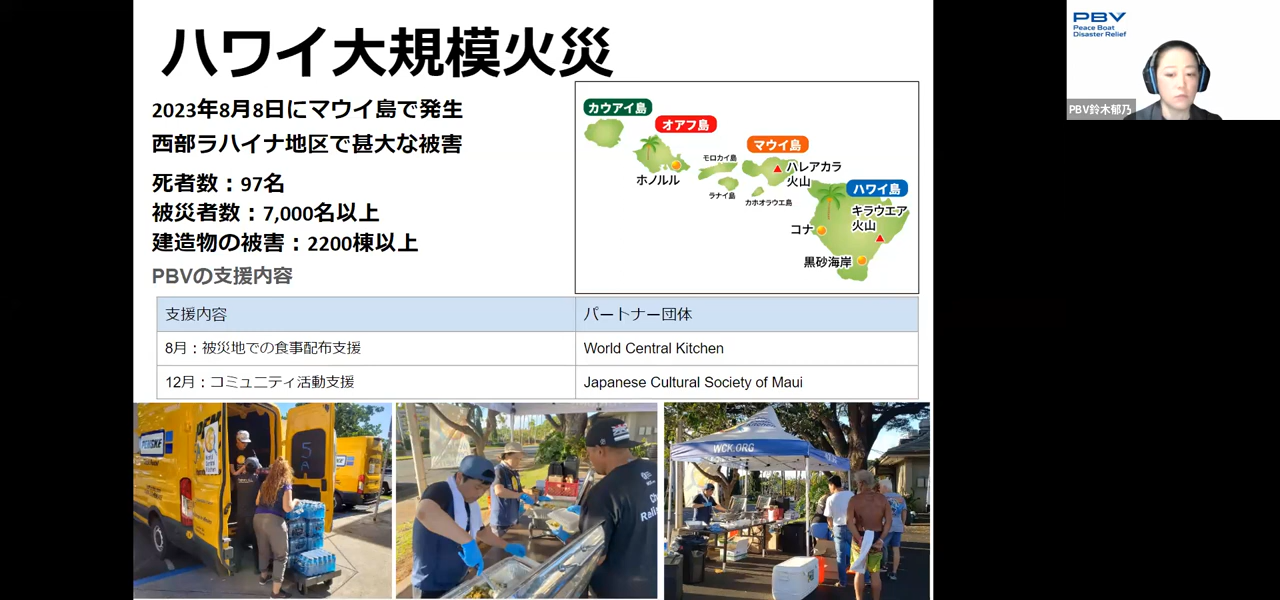 ハワイ大規模火災
2023年8月8日にマウイ島で発生
西部ラハイナ地区で甚大な被害
死者数：97名
被災者数：7,000名以上
建造物の被害：2200棟以上
PBVの支援内容
カウアイ島
オアフ島
マウイ島
モロカイ島
ハレアカラ
火山
ホノルル
ラナイ島
カホオラウエ島
ハワイ島
キラウエア
火山
コナ
黒砂海岸
支援内容 パートナー団体
8月：被災地での食事配布支援 World Central Kitchen
12月：コミュニティ活動支援 Japanese Cultural Society of Maui
PENSKE
5
WCK.ORG
PBV
Peace Boat
Disaster Relief
PBV鈴木郁乃